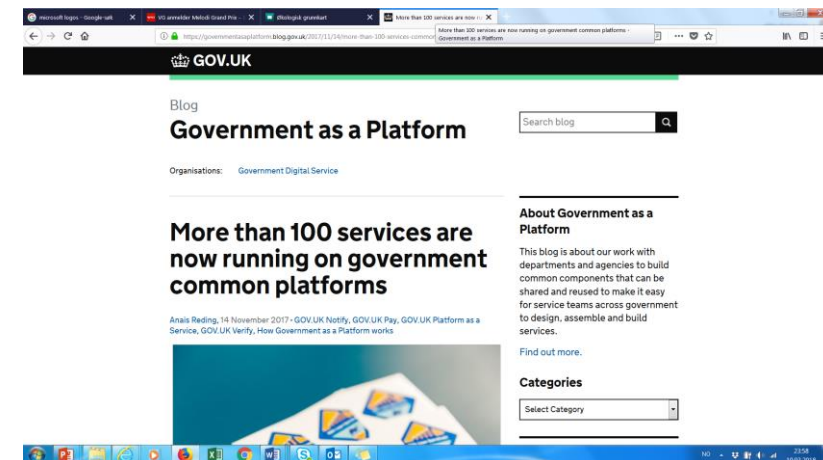 microsoft logos - Google-søk
VG anmelder Melodi Grand Prix -
Økologisk grunnkart
More than 100 services are now ru
https://governmentasaplatform.blog.gov.uk/2017/11/14/more-than-100-services-common
More than 100 services are now running on government common platforms -
Government as a Platform
GOV.UK
Blog
Government as a Platform
Search blog
Organisations: Government Digital Service
More than 100 services are
now running on government
common platforms
Anais Reding, 14 November 2017 - GOV.UK Notify, GOV.UK Pay, GOV.UK Platform as a
Service, GOV.UK Verify, How Government as a Platform works
About Government as a
Platform
This blog is about our work with
departments and agencies to build
common components that can be
shared and reused to make it easy
for service teams across government
to design, assemble and build
services.
Find out more.
Categories
Select Category
NO
23:58